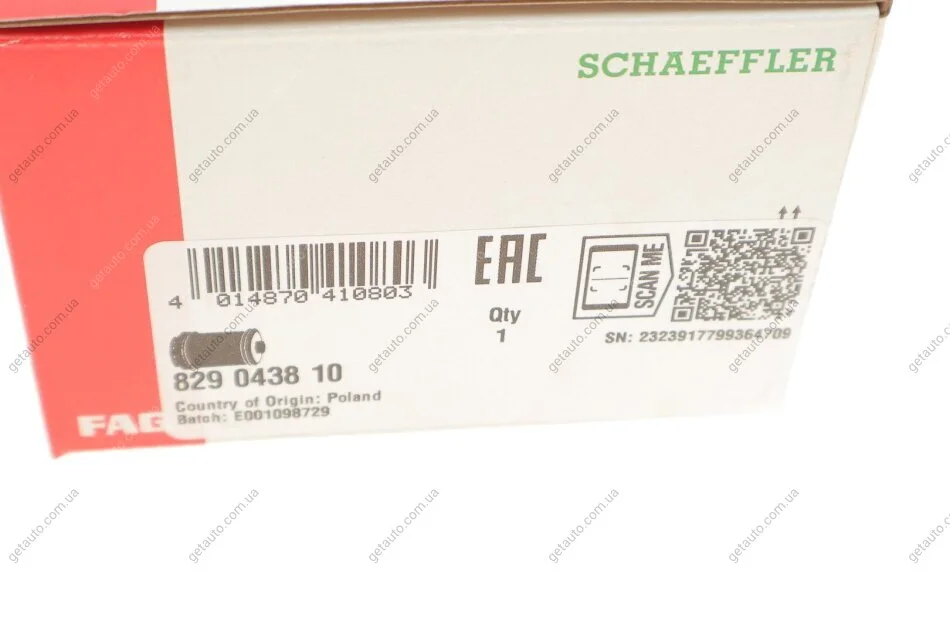 SCHAEFFLER
4 014870 410803
EAC
SCAN ME
Qty
1
SN: 2323917799364709
829 0438 10
Country of Origin: Poland
Batch: E001098729
FAG
getauto.com.ua